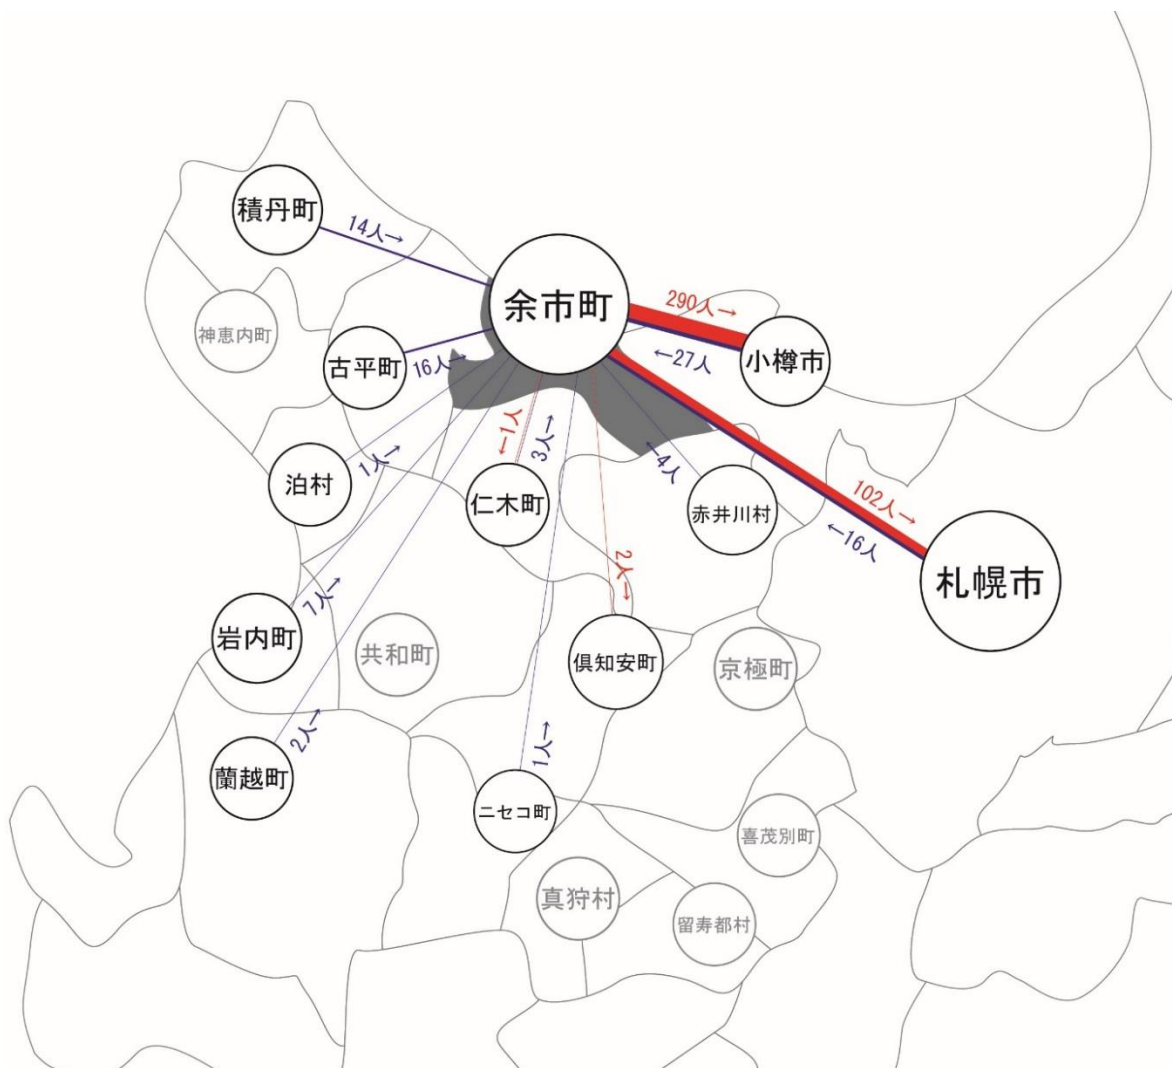 積丹町
14人→
余市町
290人→
神恵内町
古平町
16人→
←27人
小樽市
泊村
1人→
←1人
3人→
仁木町
←4人
赤井川村
102人→
←16人
札幌市
岩内町
7人→
共和町
2人→
倶知安町
京極町
蘭越町
2人→
1人→
ニセコ町
喜茂別町
真狩村
留寿都村